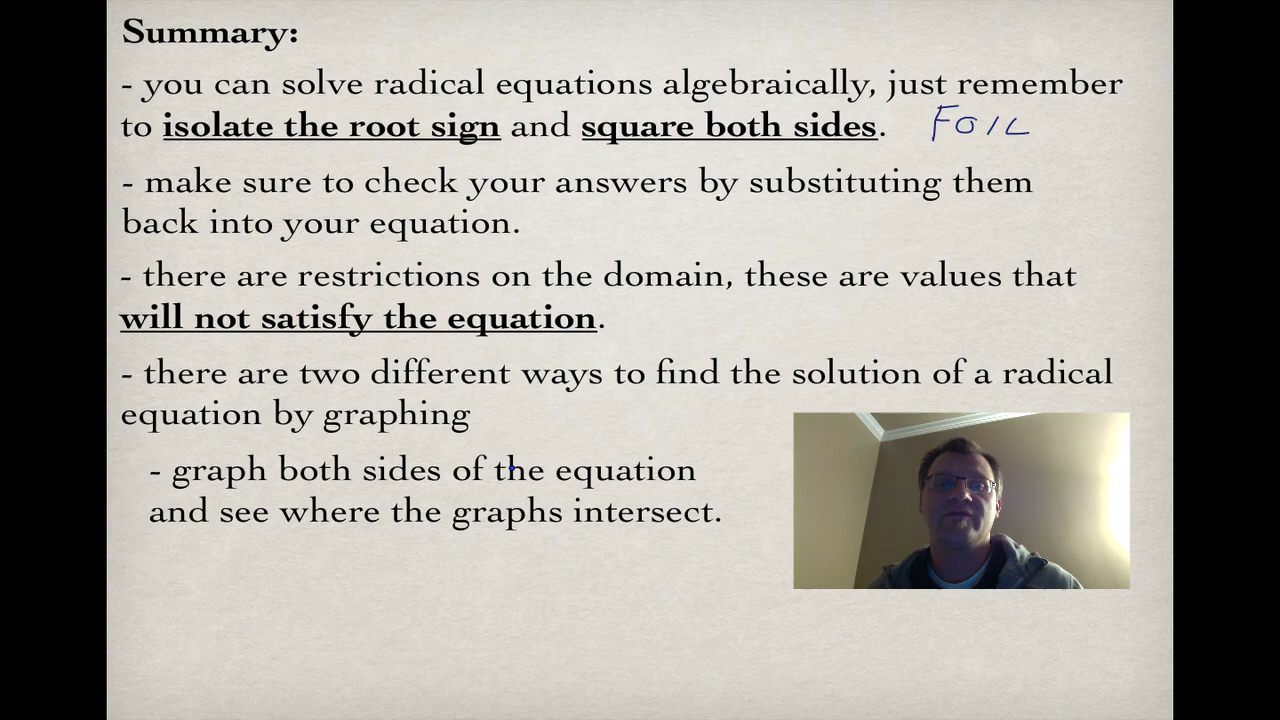 Summary:
- you can solve radical equations algebraically, just remember
to isolate the root sign and square both sides. FOIL
- make sure to check your answers by substituting them
back into your equation.
- there are restrictions on the domain, these are values that
will not satisfy the equation.
- there are two different ways to find the solution of a radical
equation by graphing
- graph both sides of the equation
and see where the graphs intersect.